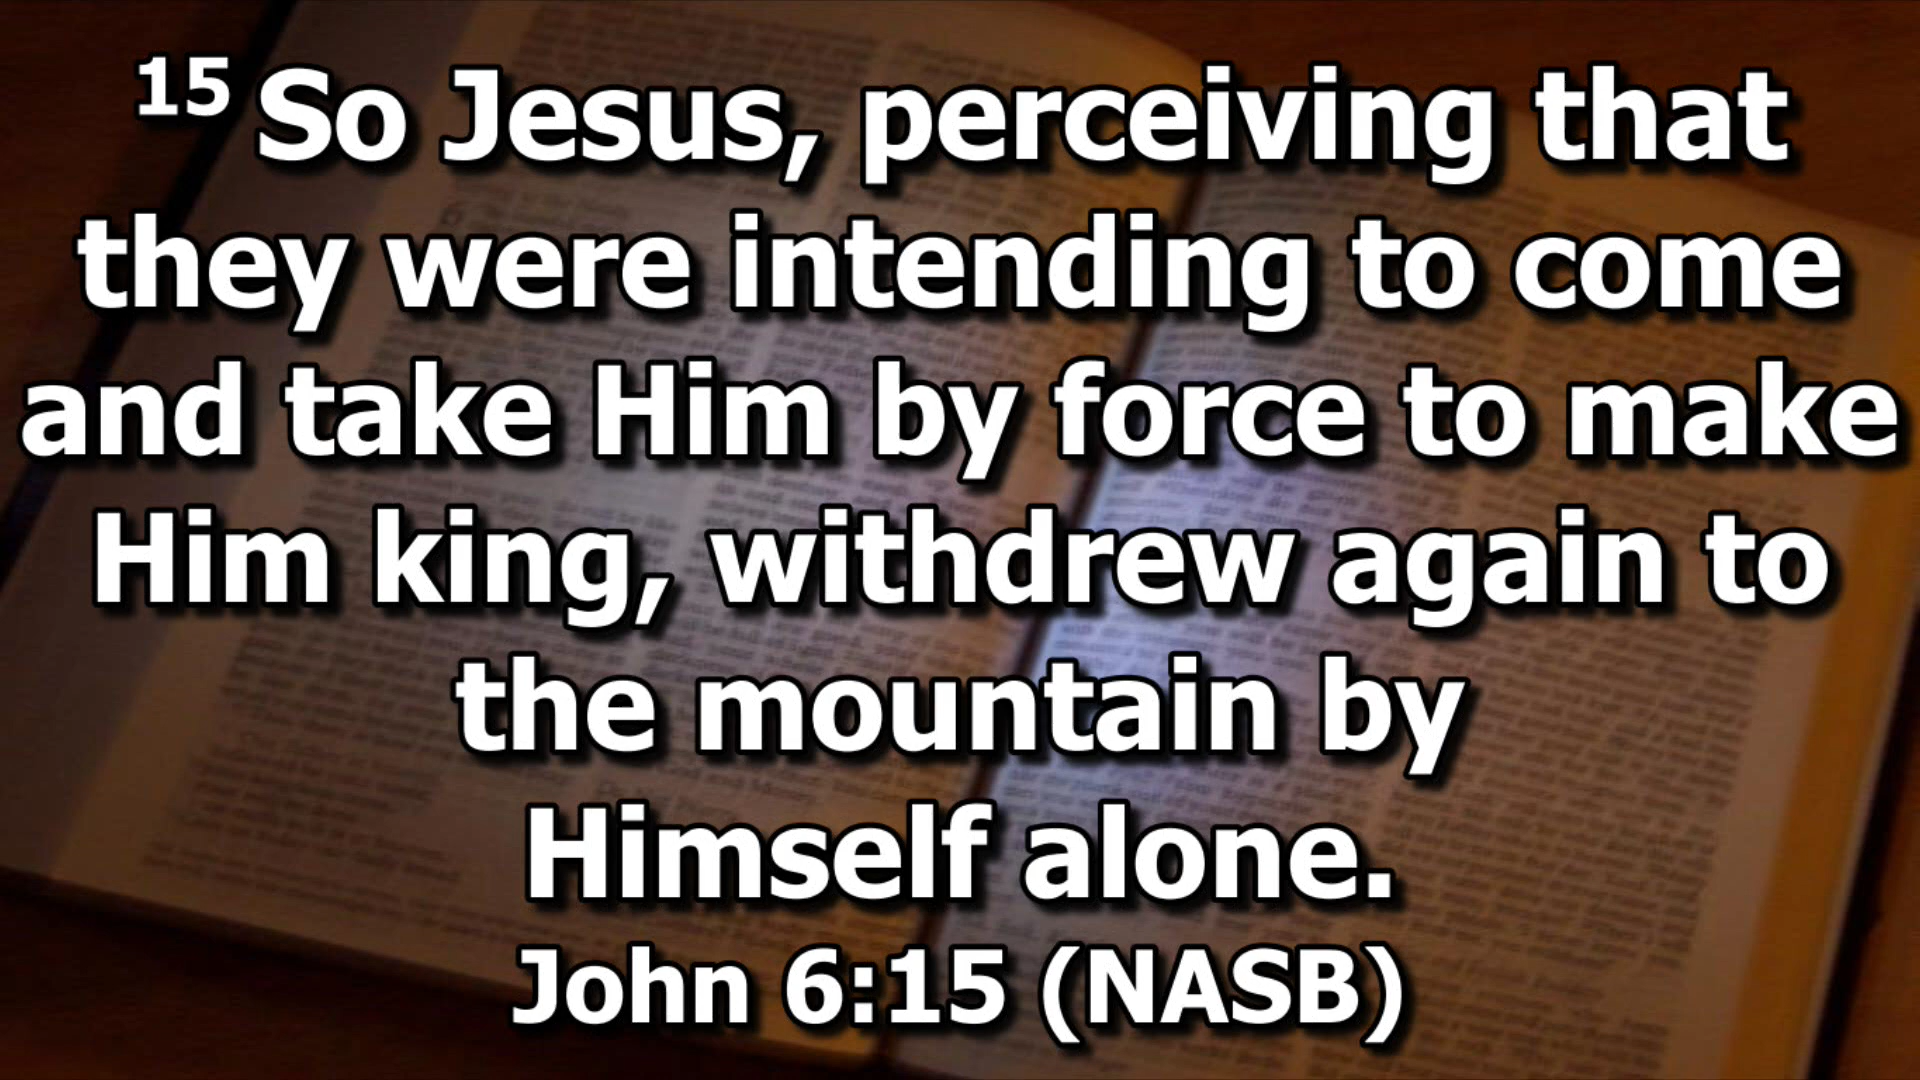 15 So Jesus, perceiving that
they were intending to come
and take Him by force to make
Him king, withdrew again to
the mountain by
Himself alone.
John 6:15 (NASB)